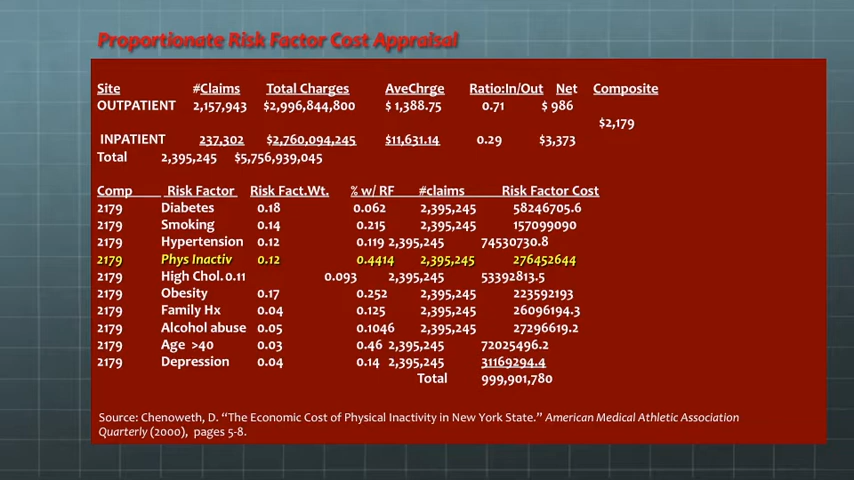 Proportionate Risk Factor Cost Appraisal
Site #Claims Total Charges AveChrge Ratio:In/Out Net Composite
OUTPATIENT 2,157,943 $2,996,844,800 $ 1,388.75 0.71 $ 986
$2,179
INPATIENT 237,302 $2,760,094,245 $11,631.14 0.29 $3,373
Total 2,395,245 $5,756,939,045
Comp Risk Factor Risk Fact.Wt. % w/ RF #claims Risk Factor Cost
2179 Diabetes 0.18 0.062 2,395,245 58246705.6
2179 Smoking 0.14 0.215 2,395,245 157099090
2179 Hypertension 0.12 0.119 2,395,245 74530730.8
2179 Phys Inactiv 0.12 0.4414 2,395,245 276452644
2179 High Chol. 0.11 0.093 2,395,245 53392813.5
2179 Obesity 0.17 0.252 2,395,245 223592193
2179 Family Hx 0.04 0.125 2,395,245 26096194.3
2179 Alcohol abuse 0.05 0.1046 2,395,245 27296619.2
2179 Age >40 0.03 0.46 2,395,245 72025496.2
2179 Depression 0.04 0.14 2,395,245 31169294.4
Total 999,901,780
Source: Chenoweth, D. “The Economic Cost of Physical Inactivity in New York State.” American Medical Athletic Association
Quarterly (2000), pages 5-8.